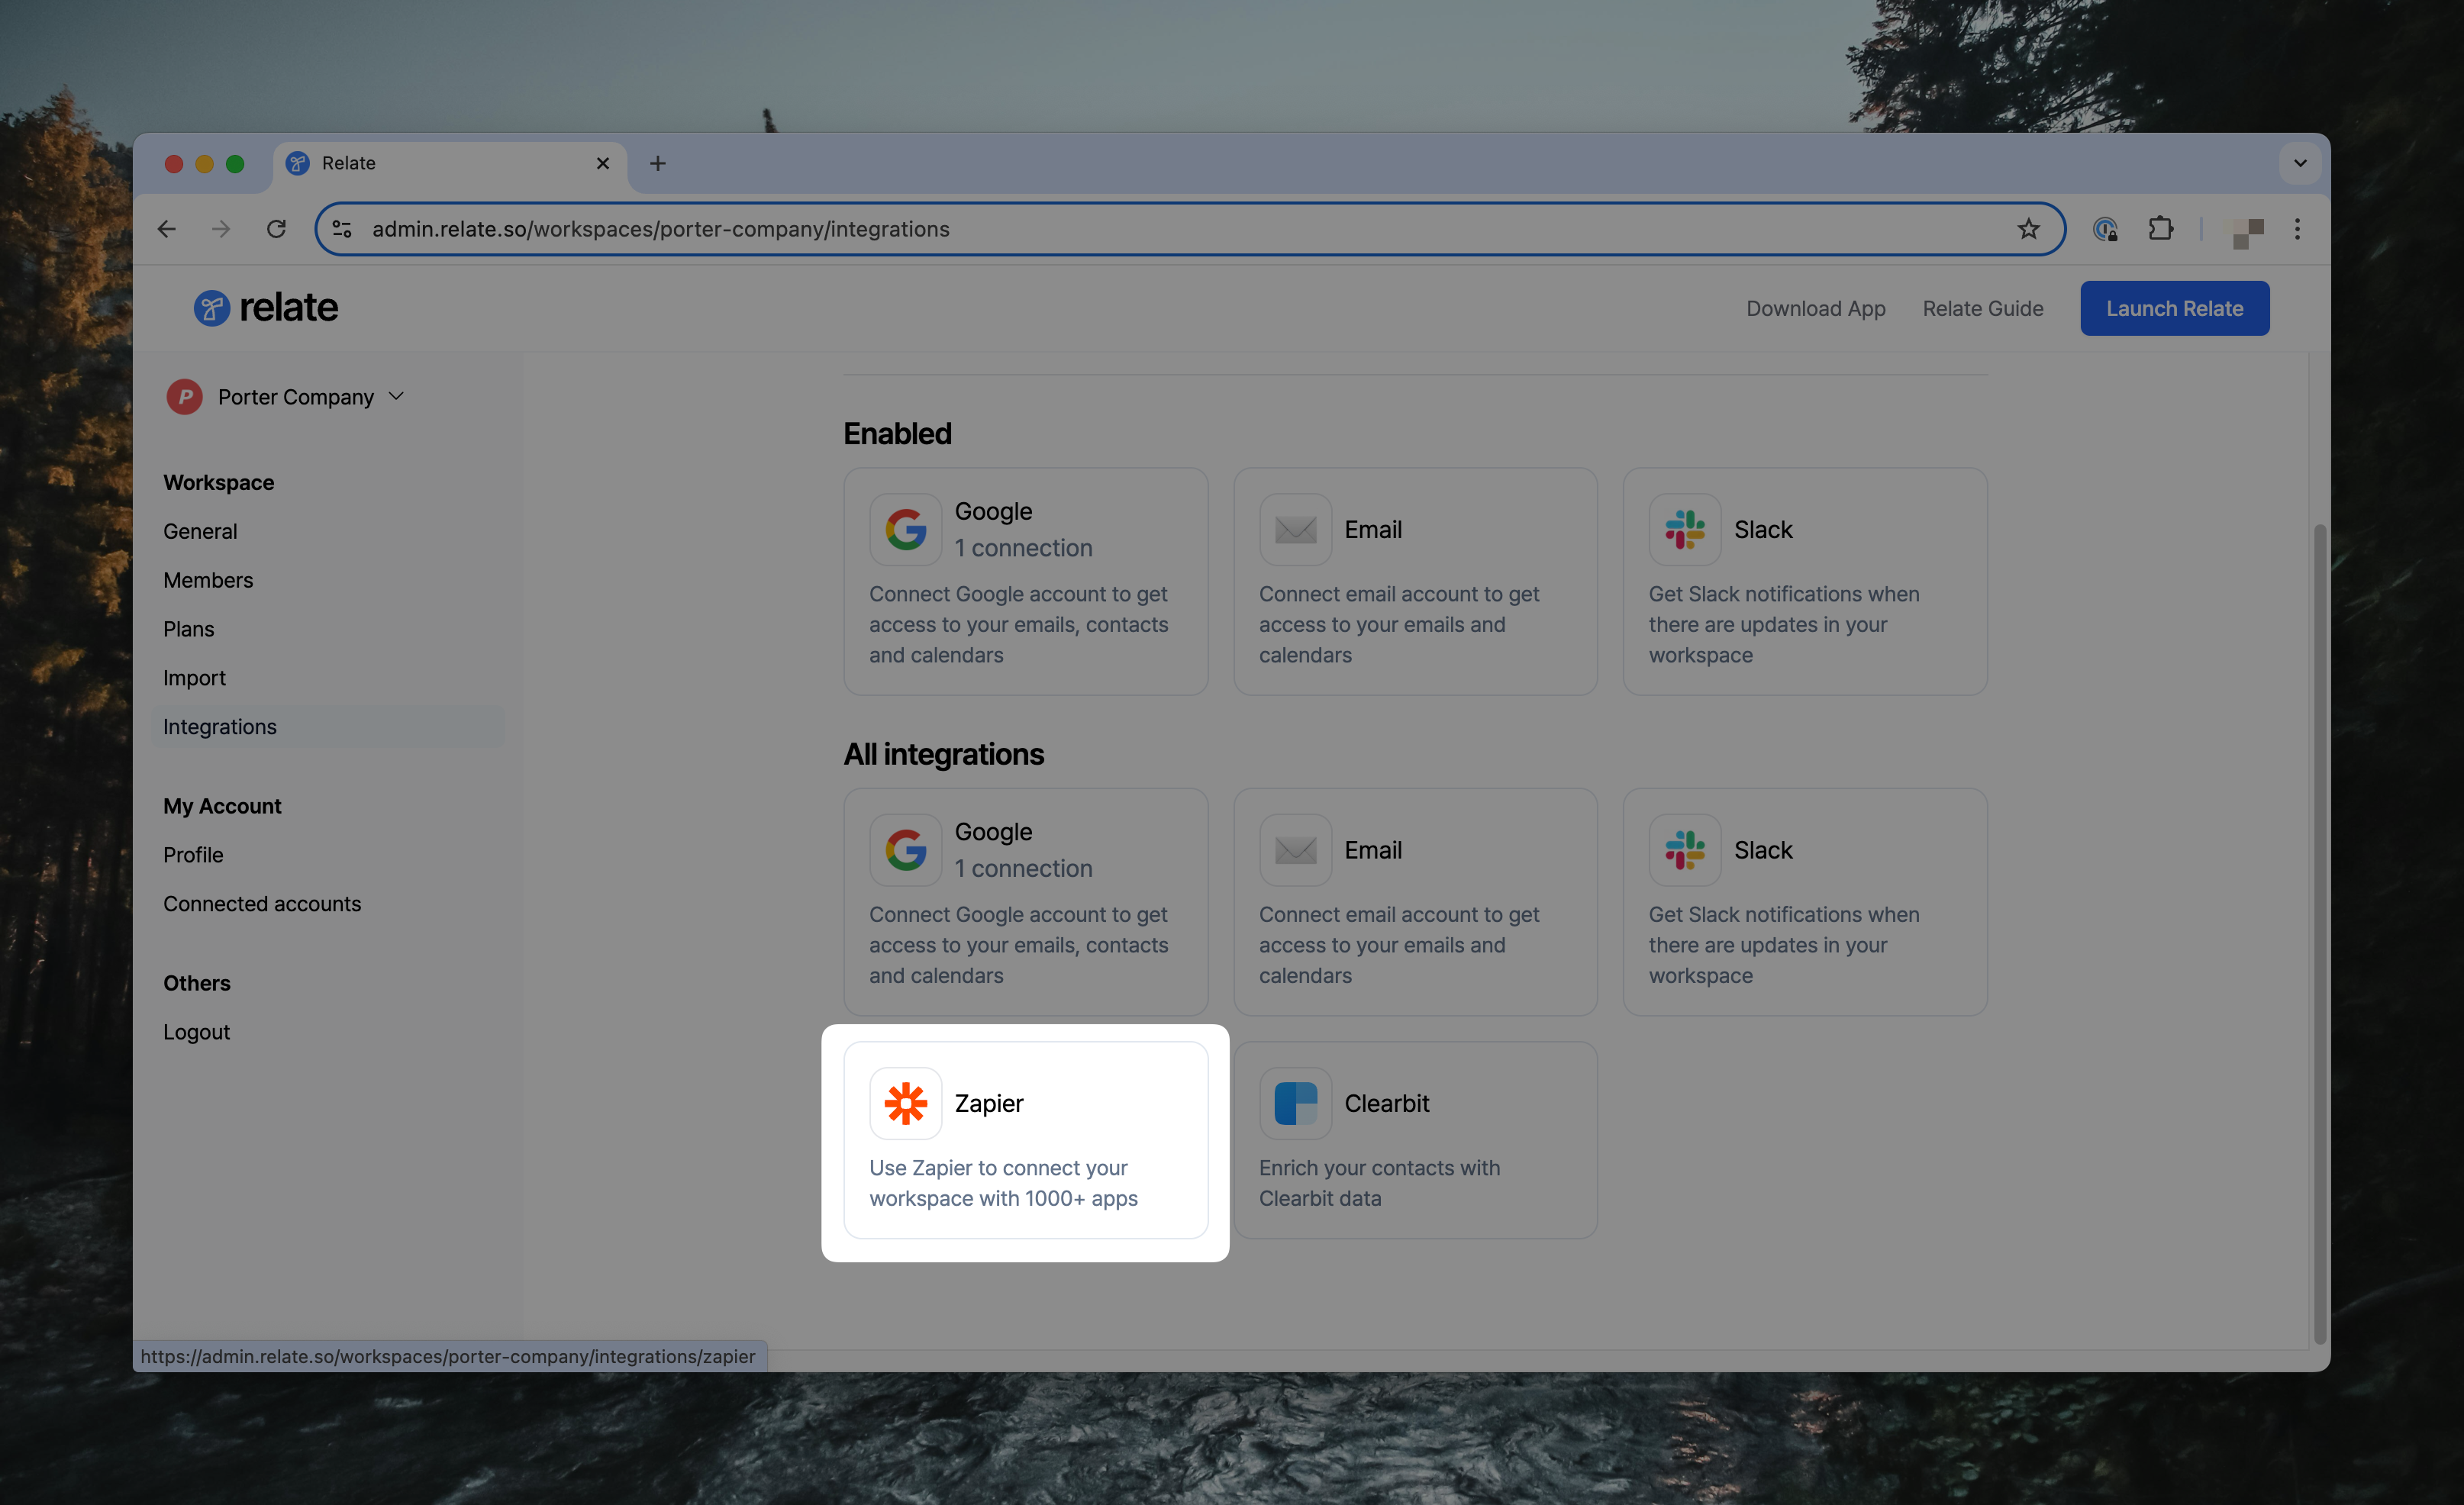 Relate
admin.relate.so/workspaces/porter-company/integrations
relate
Download App
Relate Guide
Launch Relate
P
Porter Company
Workspace
General
Members
Plans
Import
Integrations
My Account
Profile
Connected accounts
Others
Logout
Enabled
Google
1 connection
Connect Google account to get
access to your emails, contacts
and calendars
Email
Connect email account to get
access to your emails and
calendars
Slack
Get Slack notifications when
there are updates in your
workspace
All integrations
Google
1 connection
Connect Google account to get
access to your emails, contacts
and calendars
Email
Connect email account to get
access to your emails and
calendars
Slack
Get Slack notifications when
there are updates in your
workspace
Zapier
Use Zapier to connect your
workspace with 1000+ apps
Clearbit
Enrich your contacts with
Clearbit data
https://admin.relate.so/workspaces/porter-company/integrations/zapier